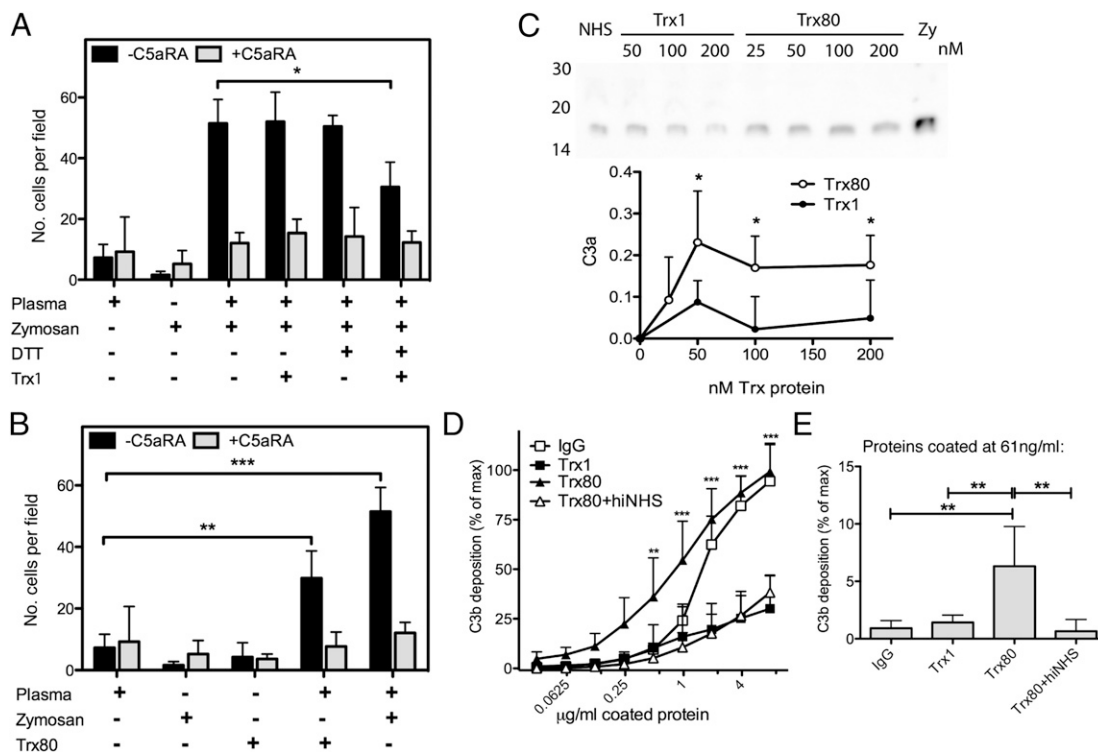 A
-C5aRA
+C5aRA
*
No. cells per field
60
40
20
0
Plasma + - + + + +
Zymosan - + + + + +
DTT - - - - + +
Trx1 - - - + - +
B
-C5aRA
+C5aRA
***
**
No. cells per field
60
40
20
0
Plasma + - - + +
Zymosan - + - - +
Trx80 - - + + -
C
NHS Trx1 Trx80 Zy
50 100 200 25 50 100 200 nM
30
20
14
C3a
0.4
0.3
0.2
0.1
0.0
* * *
Trx80
Trx1
0 50 100 150 200
nM Trx protein
D
IgG
Trx1
Trx80
Trx80+hiNHS
C3b deposition (% of max)
100
75
50
25
0
** *** *** *** ***
0.0625 0.25 1 4
µg/ml coated protein
E
Proteins coated at 61ng/ml:
C3b deposition (% of max)
15
10
5
0
** **
**
IgG Trx1 Trx80 Trx80+hiNHS